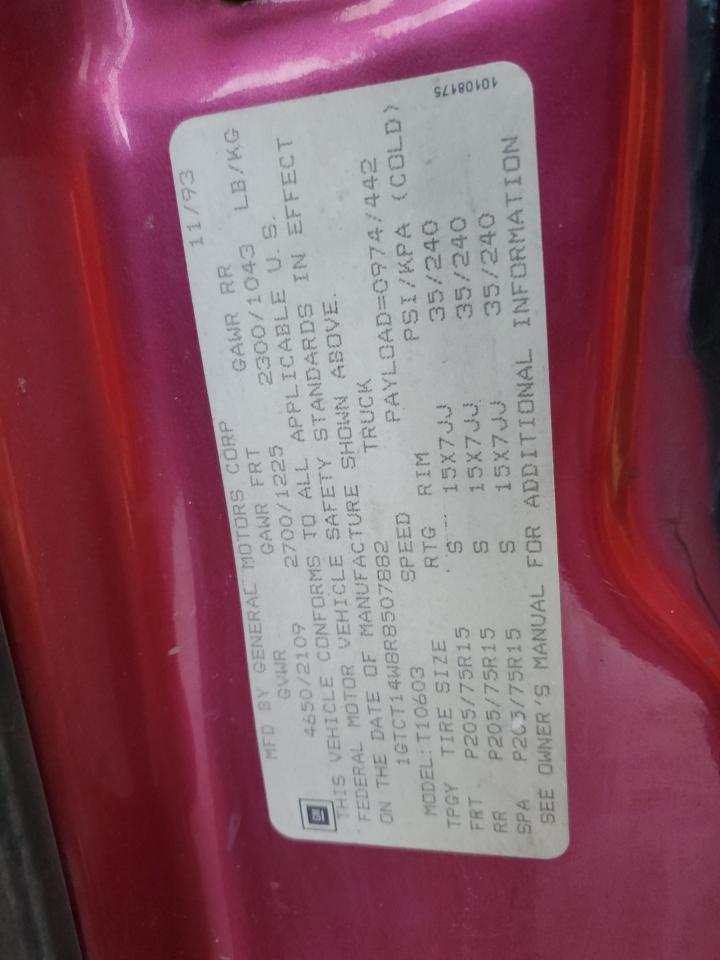 MFD BY GENERAL MOTORS CORP 11/93
GVWR GAWR FRT GAWR RR
4650/2109 2700/1225 2300/1043 LB/KG
THIS VEHICLE CONFORMS TO ALL APPLICABLE U.S.
FEDERAL MOTOR VEHICLE SAFETY STANDARDS IN EFFECT
ON THE DATE OF MANUFACTURE SHOWN ABOVE.
1GTCT14W8R8507882 TRUCK
MODEL:T10603 PAYLOAD=0974/442
TPGY TIRE SIZE SPEED RTG RIM PSI/KPA (COLD)
FRT P205/75R15 S 15X7JJ 35/240
RR P205/75R15 S 15X7JJ 35/240
SPA P205/75R15 S 15X7JJ 35/240
SEE OWNER'S MANUAL FOR ADDITIONAL INFORMATION
GM
10108175